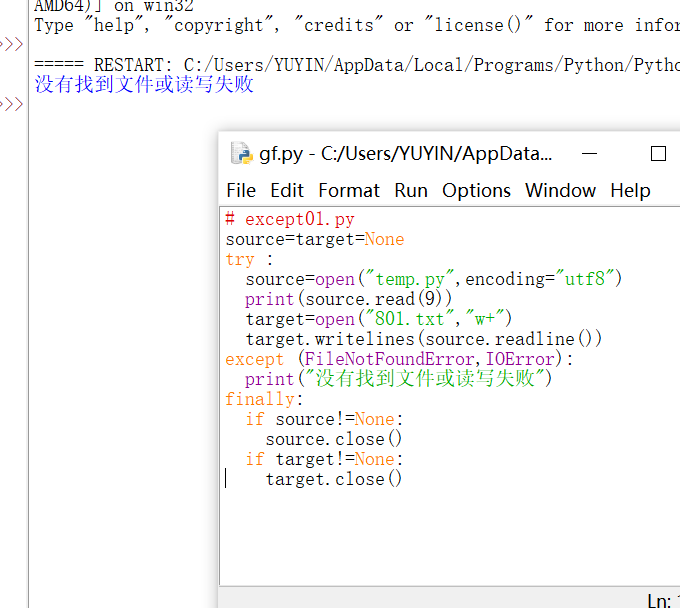 AMD64)] on win32
Type "help", "copyright", "credits" or "license()" for more infor
>>>
===== RESTART: C:/Users/YUYIN/AppData/Local/Programs/Python/Pytho
没有找到文件或读写失败
>>>
gf.py - C:/Users/YUYIN/AppData...
File Edit Format Run Options Window Help
# except01.py
source=target=None
try :
  source=open("temp.py",encoding="utf8")
  print(source.read(9))
  target=open("801.txt","w+")
  target.writelines(source.readline())
except (FileNotFoundError,IOError):
  print("没有找到文件或读写失败")
finally:
  if source!=None:
    source.close()
  if target!=None:
    target.close()
Ln: